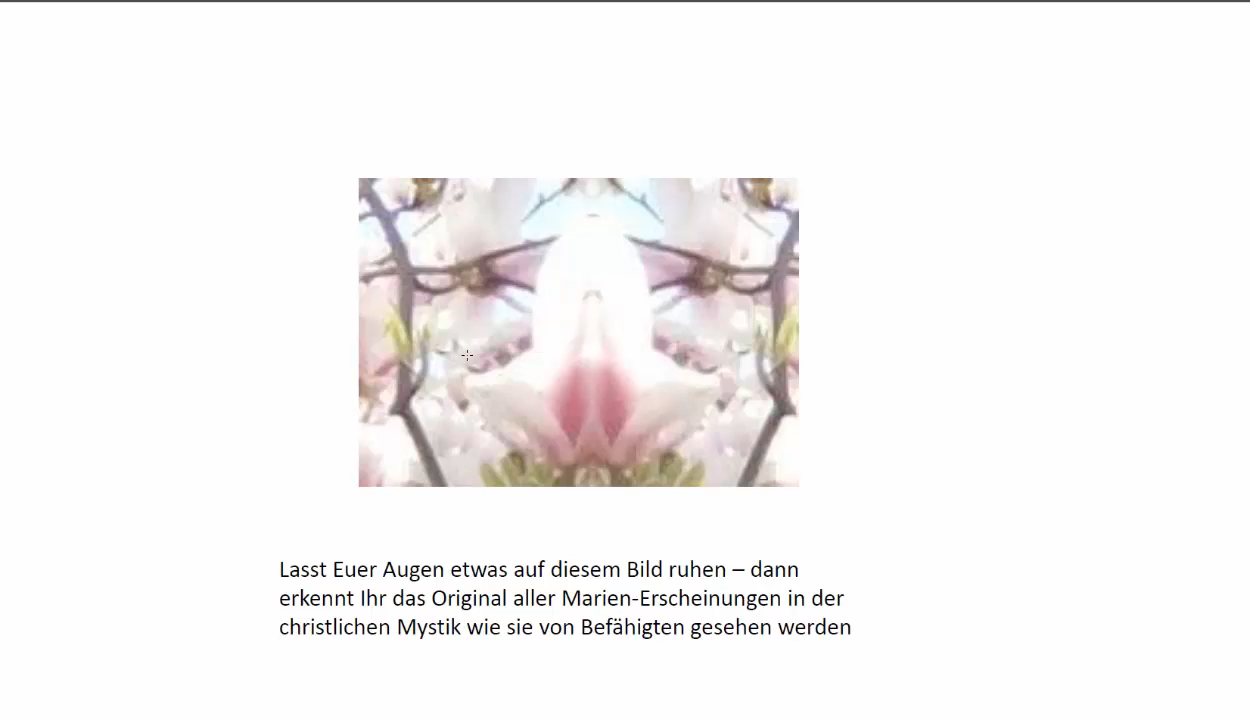 Lasst Euer Augen etwas auf diesem Bild ruhen – dann
erkennt Ihr das Original aller Marien-Erscheinungen in der
christlichen Mystik wie sie von Befähigten gesehen werden